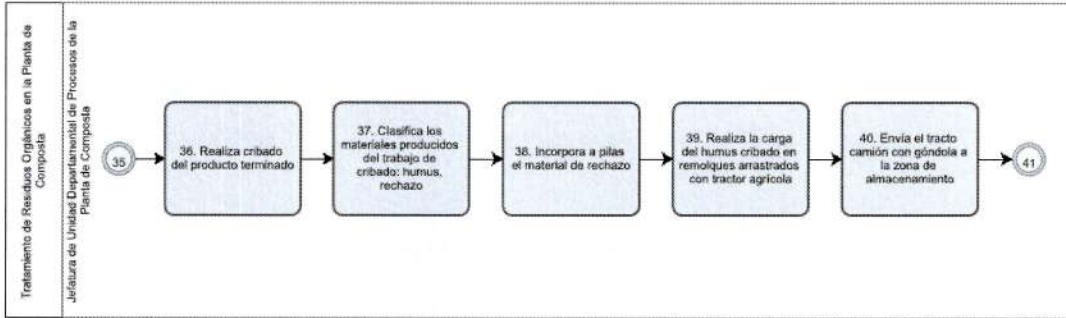 Tratamiento de Residuos Orgánicos en la Planta de
Composta
Jefatura de Unidad Departamental de Procesos de la
Planta de Composta
35
36. Realiza cribado
del producto terminado
37. Clasifica los
materiales producidos
del trabajo de
cribado: humus,
rechazo
38. Incorpora a pilas
el material de rechazo
39. Realiza la carga
del humus cribado en
remolques arrastrados
con tractor agrícola
40. Envía el tracto
camión con góndola a
la zona de
almacenamiento
41